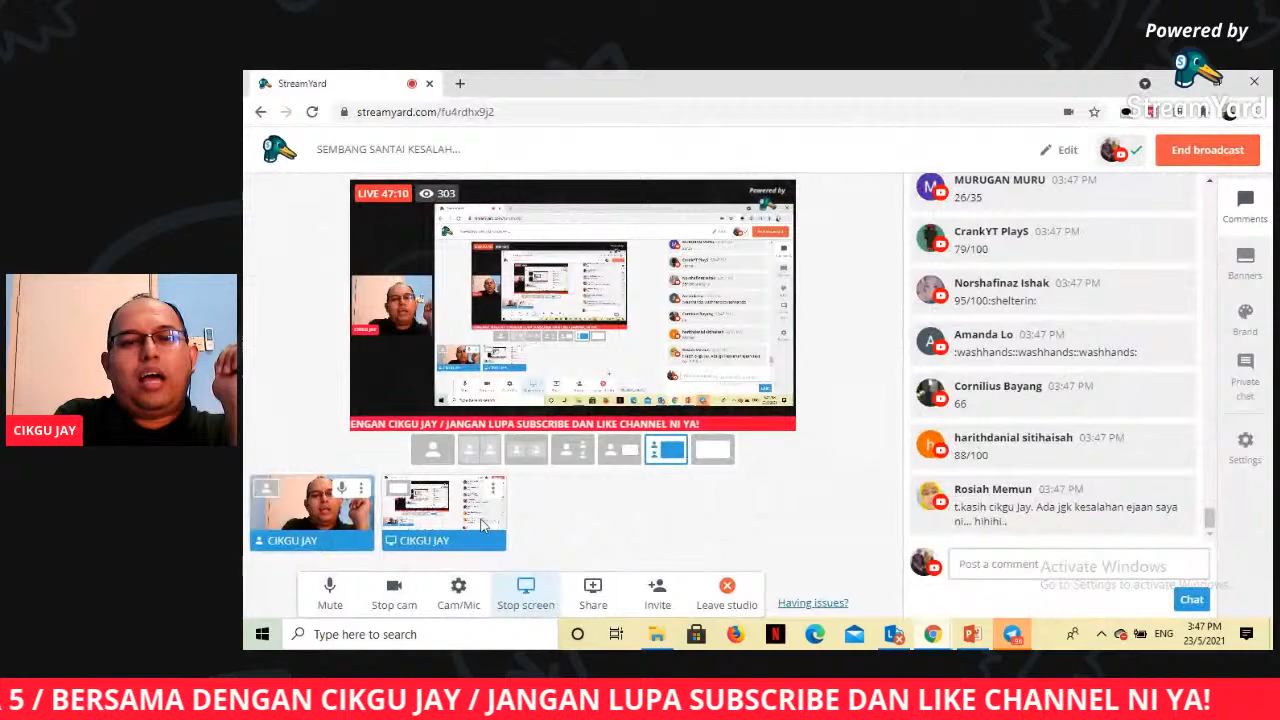 Powered by
StreamYard
StreamYard
streamyard.com/fu4rdhx9j2
SEMBANG SANTAI KESALAH...
Edit
End broadcast
LIVE 47:10
303
Powered by
CIKGU JAY
ENGAN CIKGU JAY / JANGAN LUPA SUBSCRIBE DAN LIKE CHANNEL NI YA!
CIKGU JAY
CIKGU JAY
CIKGU JAY
MURUGAN MURU 03:47 PM
26/35
CrankYT PlayS 03:47 PM
79/100
Norshafinaz Ishak 03:47 PM
95/100:shelterin:
Amanda Lo 03:47 PM
:washhands::washhands::washhands:
Cornilius Bayang 03:47 PM
66
harithdanial sitihaisah 03:47 PM
88/100
Rosiah Memun 03:47 PM
t.kasih cikgu Jay. Ada jgk kesalahan ejaan saya
ni... hihihi..
Post a comment
Activate Windows
Go to Settings to activate Windows.
Chat
Comments
Banners
Brand
Private
chat
Settings
Mute
Stop cam
Cam/Mic
Stop screen
Share
Invite
Leave studio
Having issues?
Type here to search
ENG
3:47 PM
23/5/2021
A 5 / BERSAMA DENGAN CIKGU JAY / JANGAN LUPA SUBSCRIBE DAN LIKE CHANNEL NI YA!